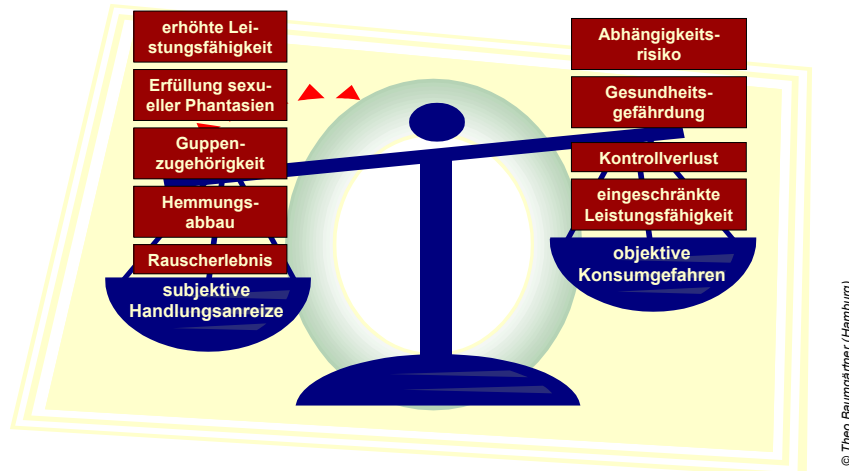 erhöhte Lei-
stungsfähigkeit
Erfüllung sexu-
eller Phantasien
Guppen-
zugehörigkeit
Hemmungs-
abbau
Rauscherlebnis
subjektive
Handlungsanreize
Abhängigkeits-
risiko
Gesundheits-
gefährdung
Kontrollverlust
eingeschränkte
Leistungsfähigkeit
objektive
Konsumgefahren
© Theo Baumgärtner (Hamburg)